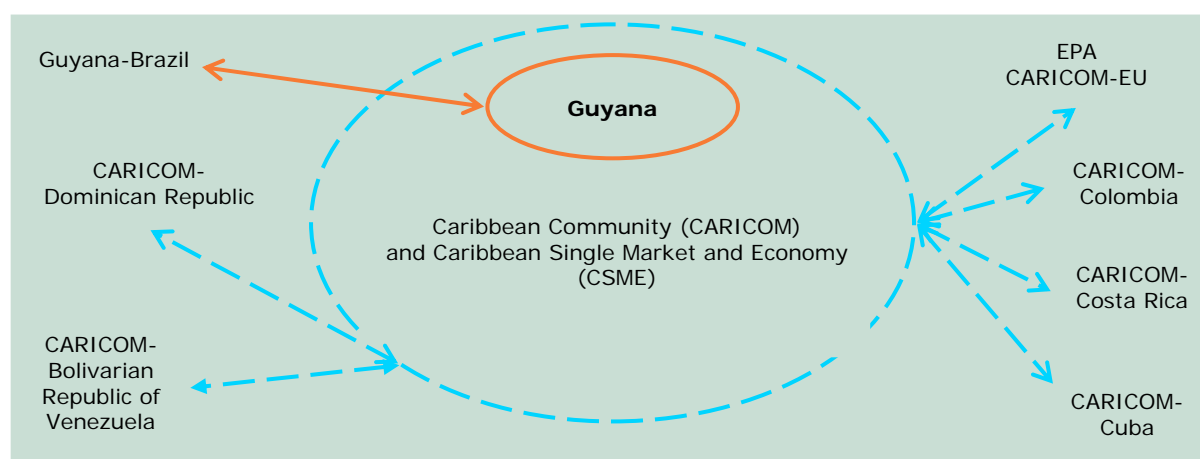 Guyana-Brazil
CARICOM-
Dominican Republic
CARICOM-
Bolivarian
Republic of
Venezuela
Guyana
Caribbean Community (CARICOM)
and Caribbean Single Market and Economy
(CSME)
EPA
CARICOM-EU
CARICOM-
Colombia
CARICOM-
Costa Rica
CARICOM-
Cuba